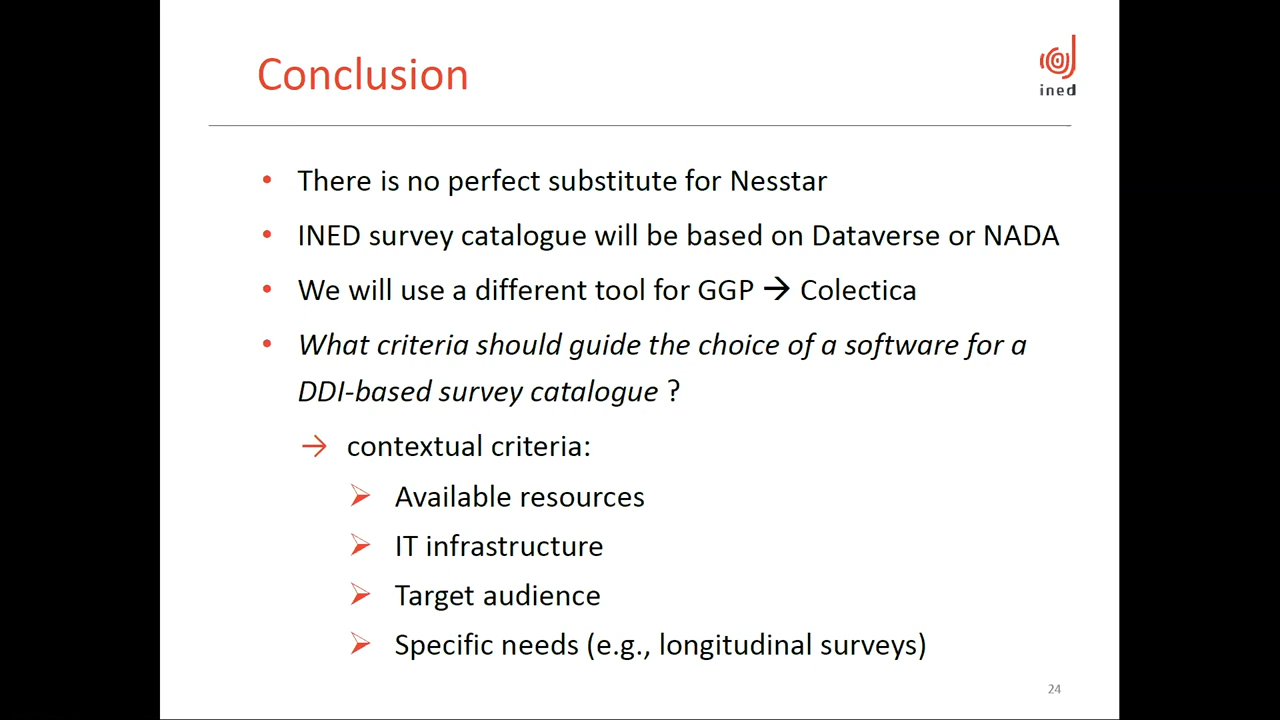 Conclusion
ined
• There is no perfect substitute for Nesstar
• INED survey catalogue will be based on Dataverse or NADA
• We will use a different tool for GGP → Colectica
• What criteria should guide the choice of a software for a
DDI-based survey catalogue ?
→ contextual criteria:
➢ Available resources
➢ IT infrastructure
➢ Target audience
➢ Specific needs (e.g., longitudinal surveys)
24